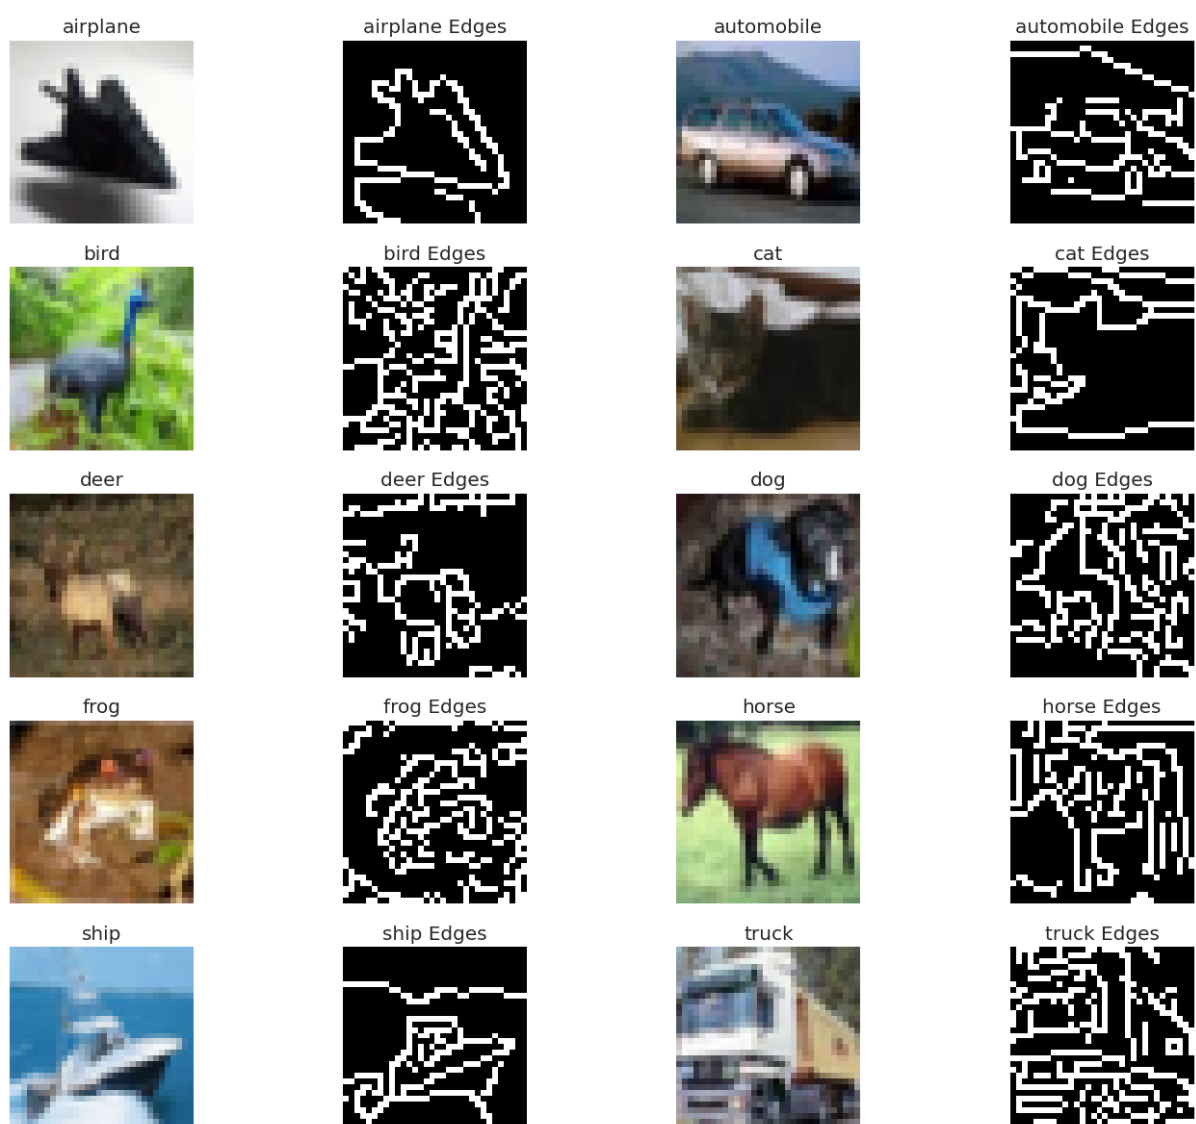 airplane
airplane Edges
automobile
automobile Edges
bird
bird Edges
cat
cat Edges
deer
deer Edges
dog
dog Edges
frog
frog Edges
horse
horse Edges
ship
ship Edges
truck
truck Edges